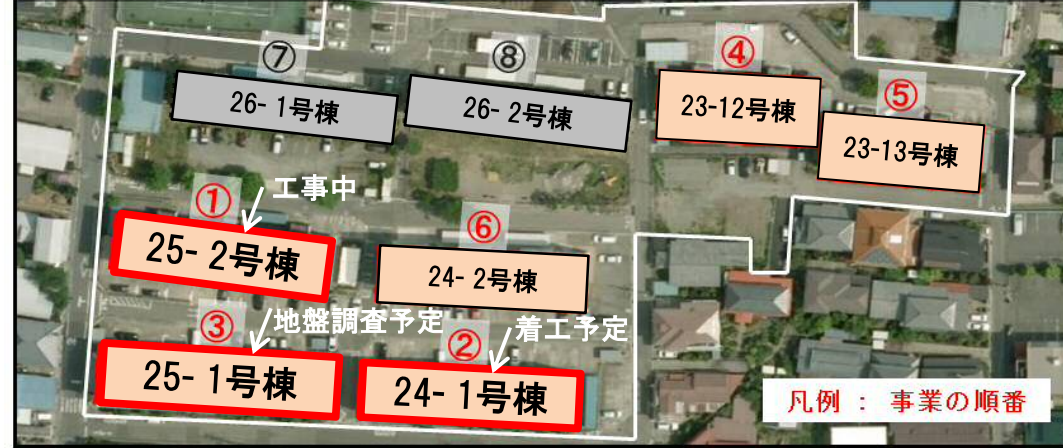 ⑦
⑧
④
⑤
26-1号棟
26-2号棟
23-12号棟
23-13号棟
①
工事中
⑥
25-2号棟
24-2号棟
③
地盤調査予定
②
着工予定
25-1号棟
24-1号棟
凡例 : 事業の順番